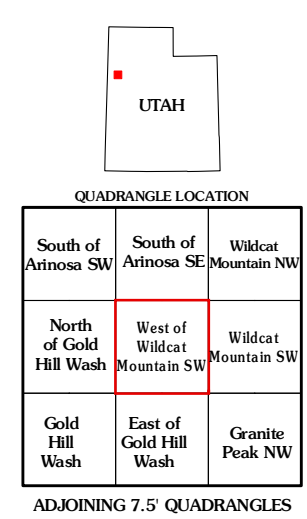 UTAH
QUADRANGLE LOCATION
South of
Arinosa SW
South of
Arinosa SE
Wildcat
Mountain NW
North
of Gold
Hill Wash
West of
Wildcat
Mountain SW
Wildcat
Mountain SW
Gold
Hill
Wash
East of
Gold Hill
Wash
Granite
Peak NW
ADJOINING 7.5' QUADRANGLES